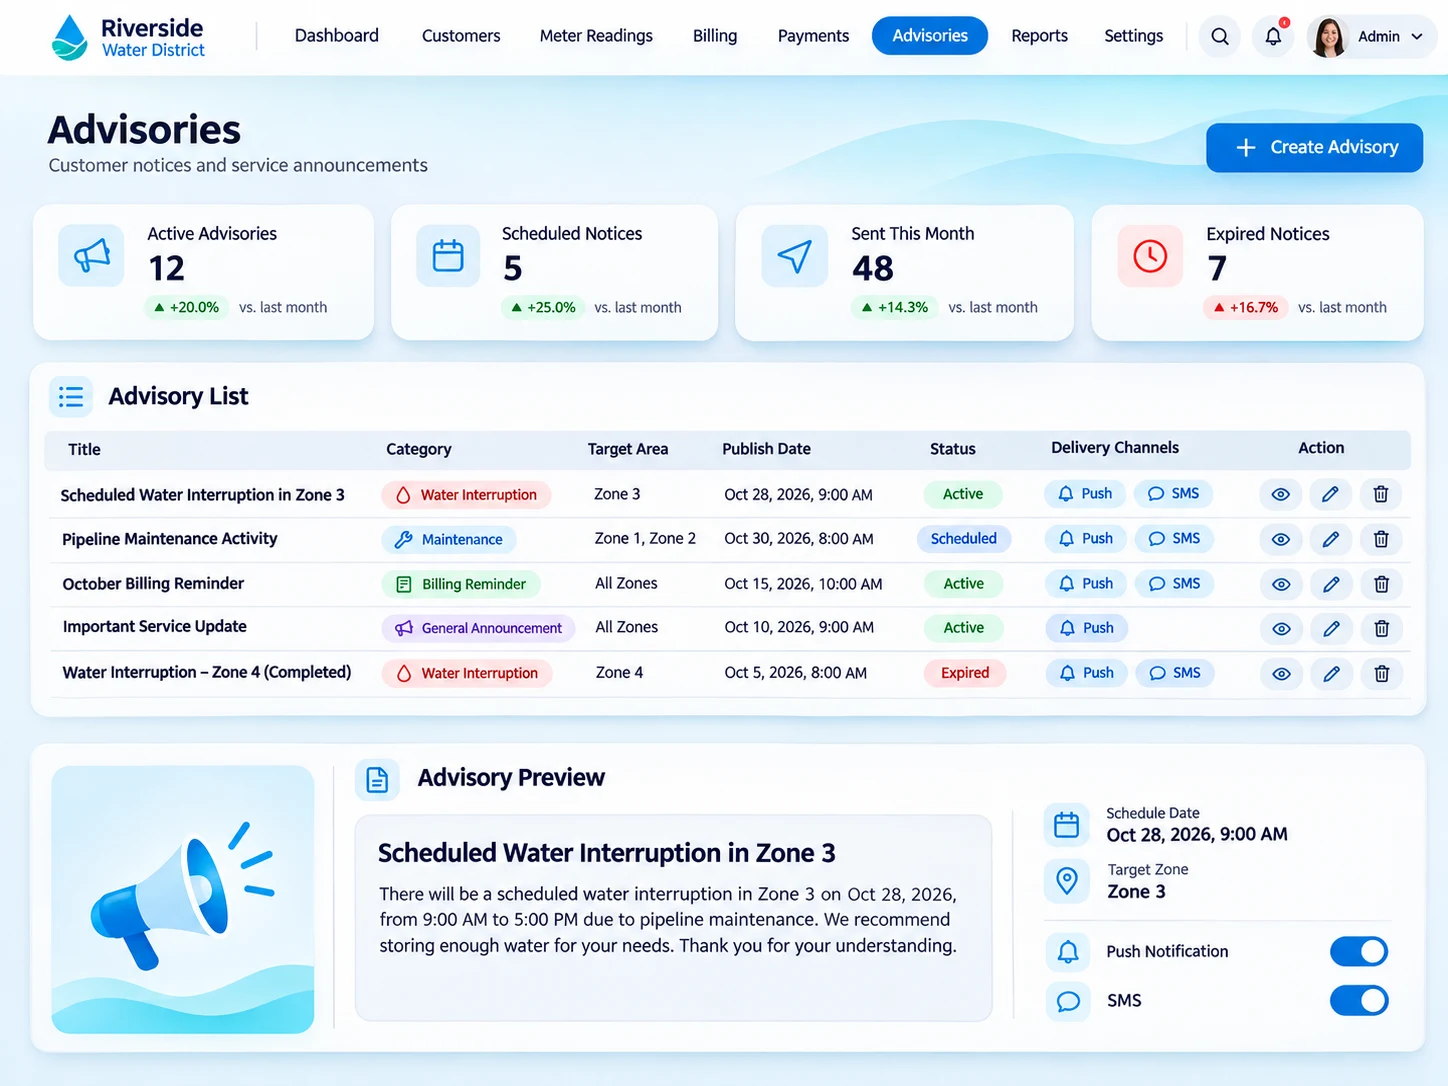 Riverside
Water District
Dashboard
Customers
Meter Readings
Billing
Payments
Advisories
Reports
Settings
Admin
Advisories
Customer notices and service announcements
Create Advisory
Active Advisories
12
+20.0% vs. last month
Scheduled Notices
5
+25.0% vs. last month
Sent This Month
48
+14.3% vs. last month
Expired Notices
7
+16.7% vs. last month
Advisory List
Title Category Target Area Publish Date Status Delivery Channels Action
Scheduled Water Interruption in Zone 3 Water Interruption Zone 3 Oct 28, 2026, 9:00 AM Active Push SMS
Pipeline Maintenance Activity Maintenance Zone 1, Zone 2 Oct 30, 2026, 8:00 AM Scheduled Push SMS
October Billing Reminder Billing Reminder All Zones Oct 15, 2026, 10:00 AM Active Push SMS
Important Service Update General Announcement All Zones Oct 10, 2026, 9:00 AM Active Push
Water Interruption – Zone 4 (Completed) Water Interruption Zone 4 Oct 5, 2026, 8:00 AM Expired Push SMS
Advisory Preview
Scheduled Water Interruption in Zone 3
There will be a scheduled water interruption in Zone 3 on Oct 28, 2026,
from 9:00 AM to 5:00 PM due to pipeline maintenance. We recommend
storing enough water for your needs. Thank you for your understanding.
Schedule Date
Oct 28, 2026, 9:00 AM
Target Zone
Zone 3
Push Notification
SMS